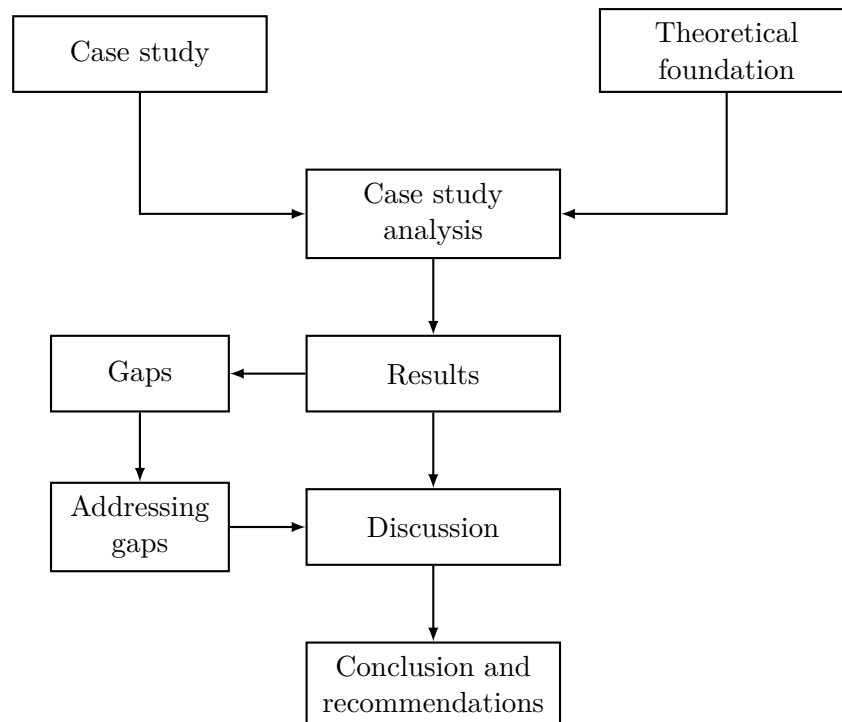 Case study
Theoretical
foundation
Case study
analysis
Gaps
Results
Addressing
gaps
Discussion
Conclusion and
recommendations